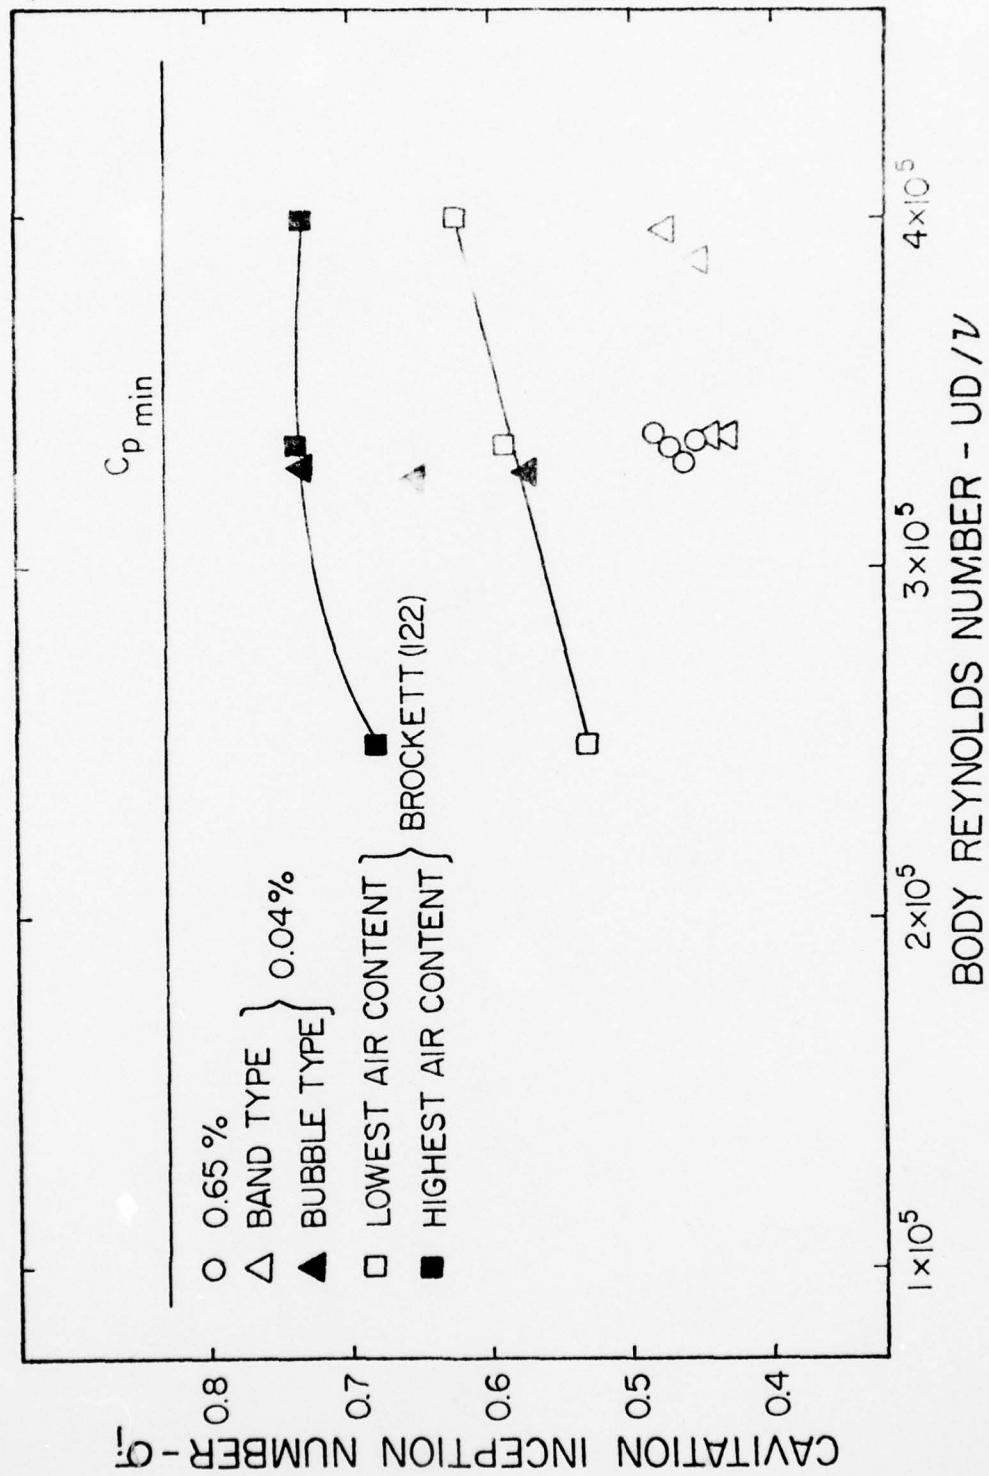 C_p min
○ 0.65 %
△ BAND TYPE
▲ BUBBLE TYPE
0.04%
□ LOWEST AIR CONTENT
■ HIGHEST AIR CONTENT
BROCKETT (122)
CAVITATION INCEPTION NUMBER - σi
0.8
0.7
0.6
0.5
0.4
1×10⁵
2×10⁵
3×10⁵
4×10⁵
BODY REYNOLDS NUMBER - UD/ν